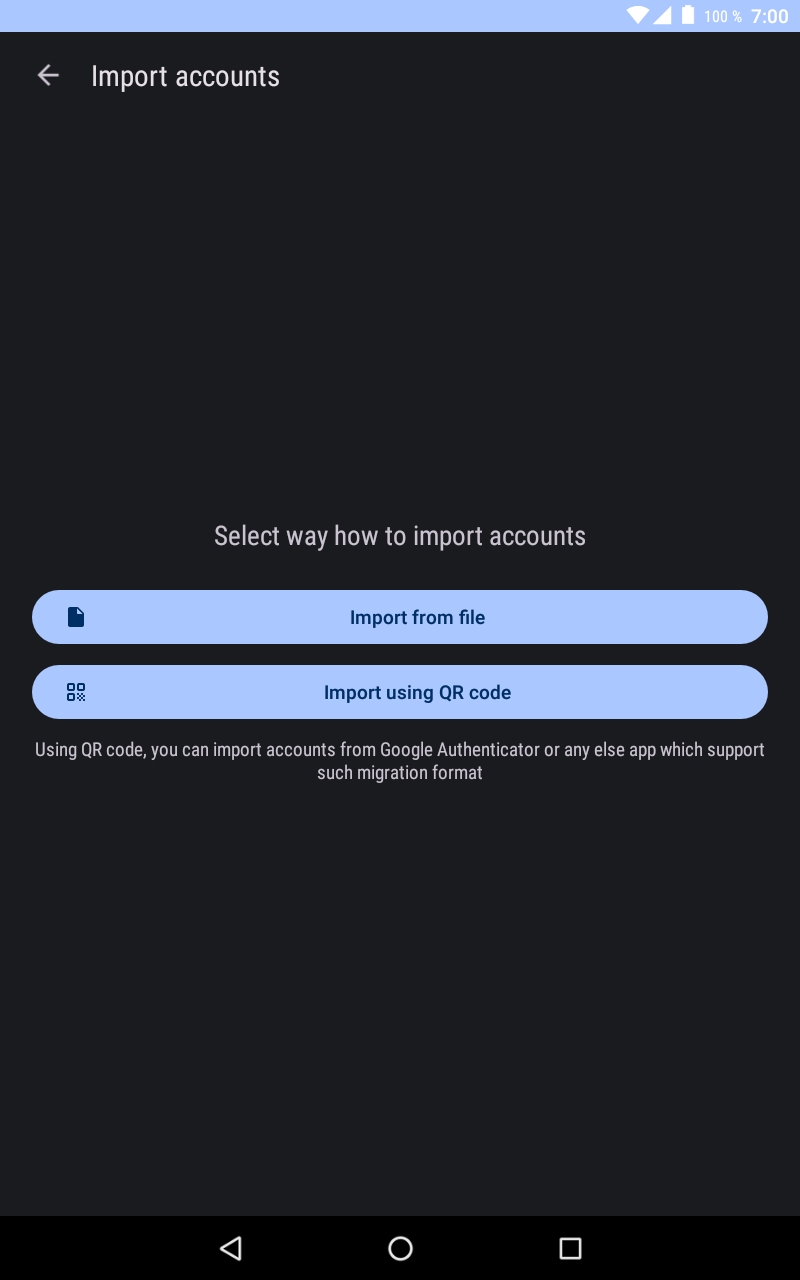 100 % 7:00
Import accounts
Select way how to import accounts
Import from file
Import using QR code
Using QR code, you can import accounts from Google Authenticator or any else app which support
such migration format